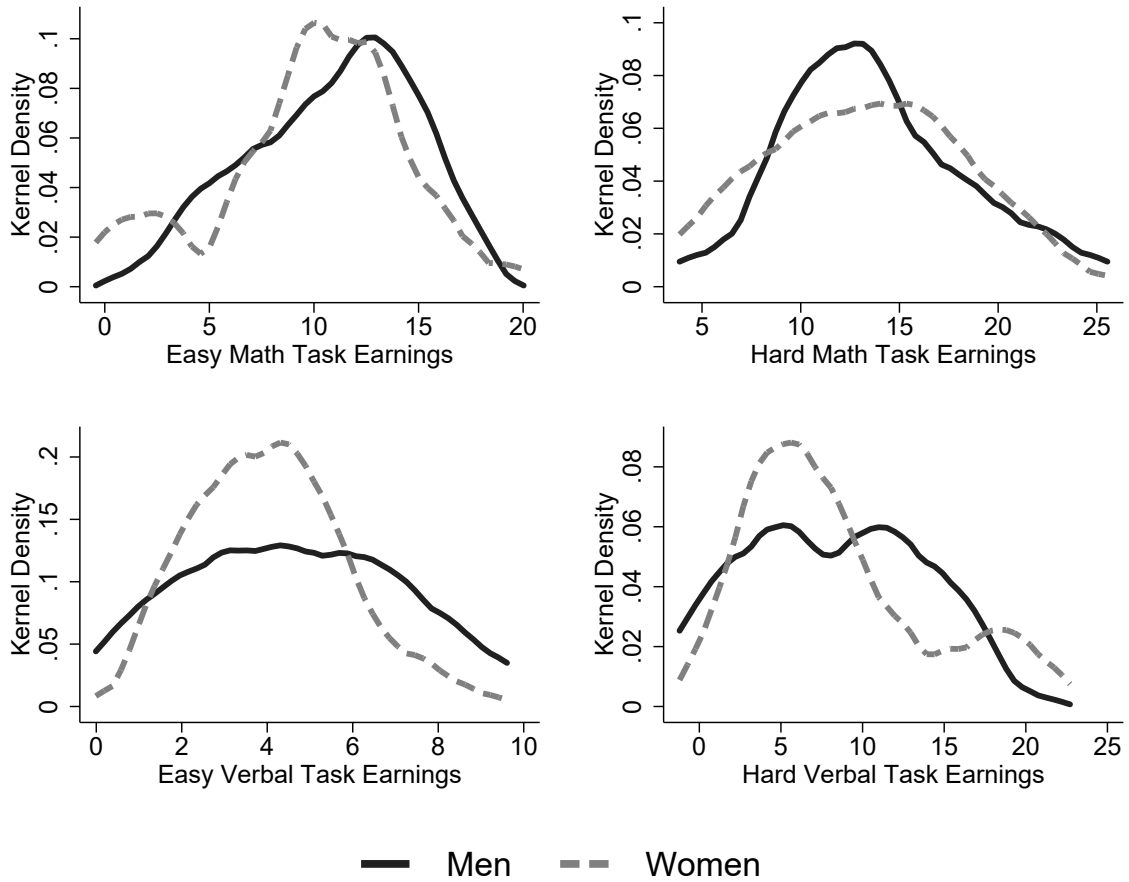 Kernel Density
0 .02 .04 .06 .08 .1
0 5 10 15 20
Easy Math Task Earnings
Kernel Density
0 .02 .04 .06 .08 .1
5 10 15 20 25
Hard Math Task Earnings
Kernel Density
0 .05 .1 .15 .2
0 2 4 6 8 10
Easy Verbal Task Earnings
Kernel Density
0 .02 .04 .06 .08
0 5 10 15 20 25
Hard Verbal Task Earnings
Men Women